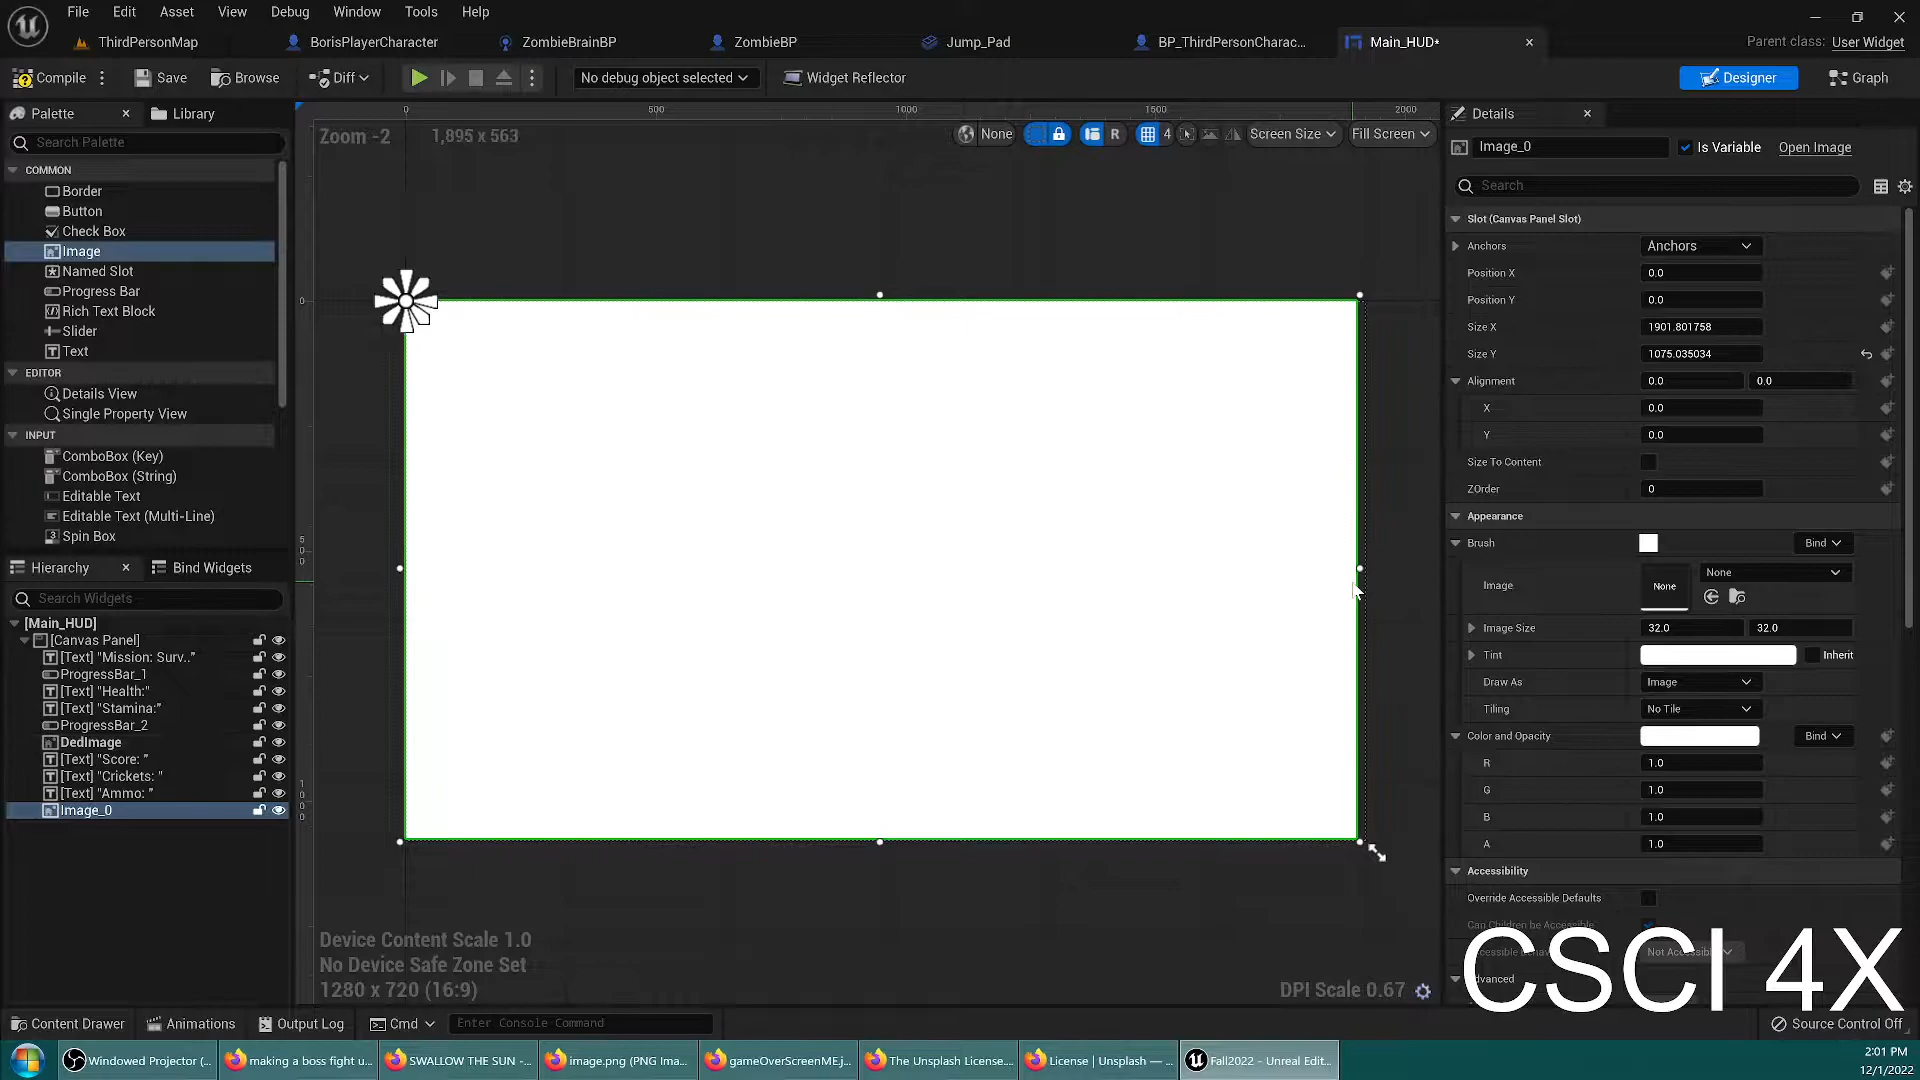 File Edit Asset View Debug Window Tools Help
ThirdPersonMap BorisPlayerCharacter ZombieBrainBP ZombieBP Jump_Pad BP_ThirdPersonCharac... Main_HUD* Parent class: User Widget
Compile Save Browse Diff No debug object selected Widget Reflector Designer Graph
Palette Library
Search Palette
COMMON
Border
Button
Check Box
Image
Named Slot
Progress Bar
Rich Text Block
Slider
Text
EDITOR
Details View
Single Property View
INPUT
ComboBox (Key)
ComboBox (String)
Editable Text
Editable Text (Multi-Line)
Spin Box
Hierarchy Bind Widgets
Search Widgets
[Main_HUD]
[Canvas Panel]
[Text] "Mission: Surv.."
ProgressBar_1
[Text] "Health:"
[Text] "Stamina:"
ProgressBar_2
DedImage
[Text] "Score: "
[Text] "Crickets: "
[Text] "Ammo: "
Image_0
0 500 1000 1500 2000
Zoom -2 1,895 x 563 None R 4 Screen Size Fill Screen
0
500
1000
Device Content Scale 1.0
No Device Safe Zone Set
1280 x 720 (16:9) DPI Scale 0.67
Details
Image_0 Is Variable Open Image
Search
Slot (Canvas Panel Slot)
Anchors Anchors
Position X 0.0
Position Y 0.0
Size X 1901.801758
Size Y 1075.035034
Alignment 0.0 0.0
X 0.0
Y 0.0
Size To Content
ZOrder 0
Appearance
Brush Bind
Image None None
Image Size 32.0 32.0
Tint Inherit
Draw As Image
Tiling No Tile
Color and Opacity Bind
R 1.0
G 1.0
B 1.0
A 1.0
Accessibility
Override Accessible Defaults
Can Children be Accessible
Not Accessible
CSCI 4X
Content Drawer Animations Output Log Cmd Enter Console Command Source Control Off
Windowed Projector (... making a boss fight u... SWALLOW THE SUN -... image.png (PNG Ima... gameOverScreenME.j... The Unsplash License... License | Unsplash — ... Fall2022 - Unreal Edit...
2:01 PM
12/1/2022